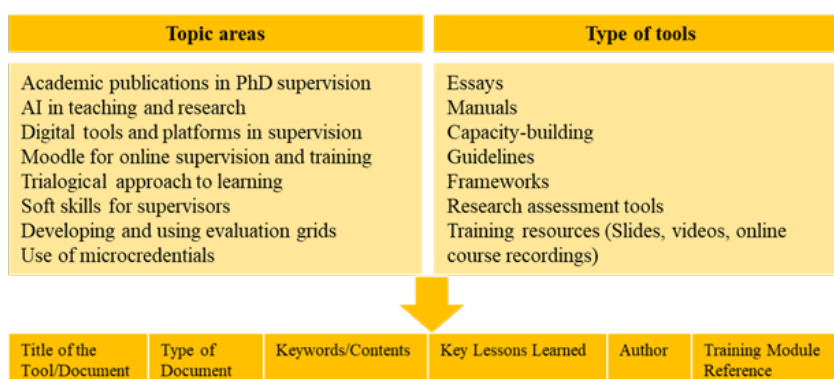 Topic areas
Type of tools
Academic publications in PhD supervision
AI in teaching and research
Digital tools and platforms in supervision
Moodle for online supervision and training
Trialogical approach to learning
Soft skills for supervisors
Developing and using evaluation grids
Use of microcredentials
Essays
Manuals
Capacity-building
Guidelines
Frameworks
Research assessment tools
Training resources (Slides, videos, online
course recordings)
Title of the
Tool/Document
Type of
Document
Keywords/Contents
Key Lessons Learned
Author
Training Module
Reference